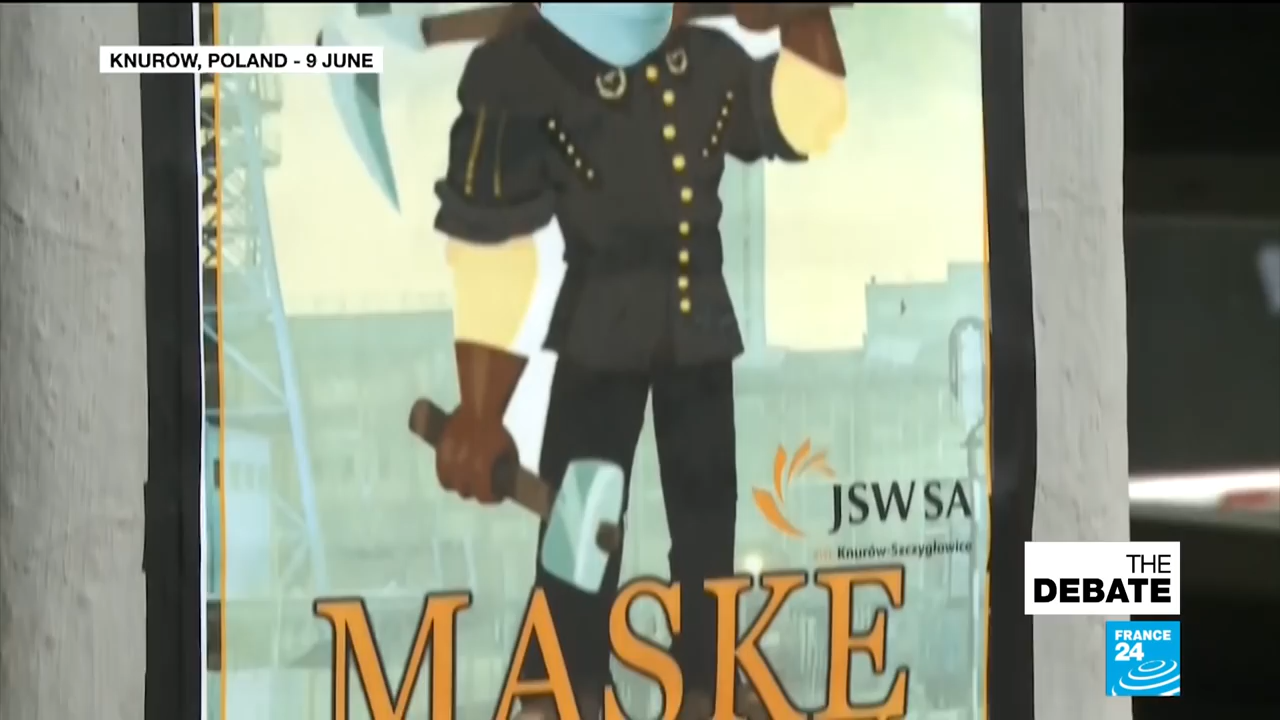 KNURÓW, POLAND - 9 JUNE
JSW SA
Knurów-Szczygłowice
MASKE
THE
DEBATE
FRANCE
24